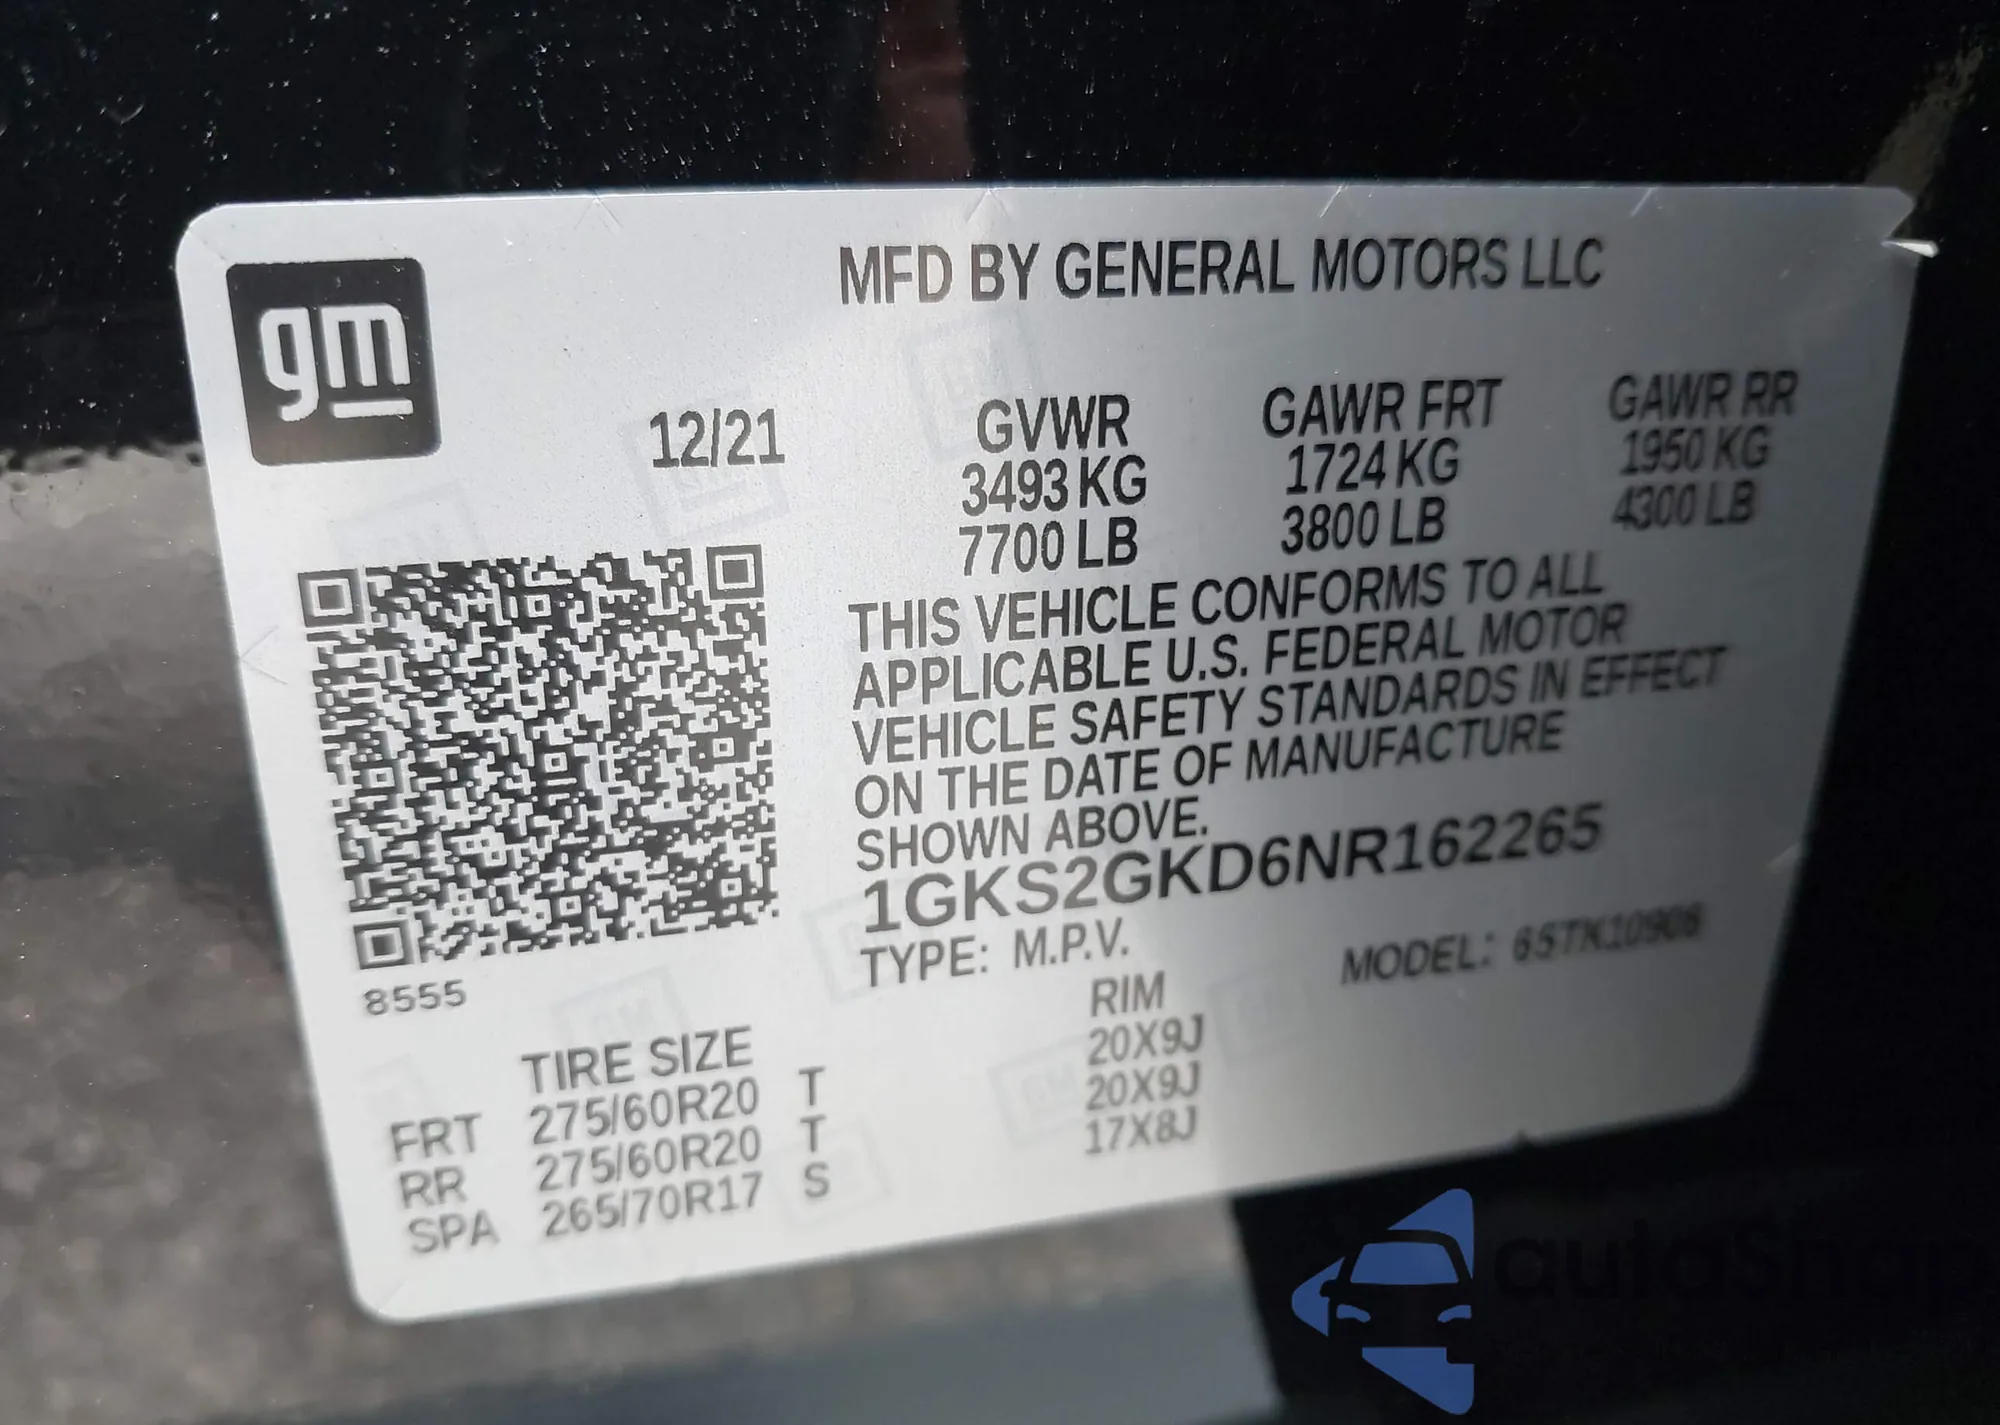 gm
MFD BY GENERAL MOTORS LLC
12/21
GVWR GAWR FRT GAWR RR
3493 KG 1724 KG 1950 KG
7700 LB 3800 LB 4300 LB
THIS VEHICLE CONFORMS TO ALL
APPLICABLE U.S. FEDERAL MOTOR
VEHICLE SAFETY STANDARDS IN EFFECT
ON THE DATE OF MANUFACTURE
SHOWN ABOVE.
1GKS2GKD6NR162265
TYPE: M.P.V. MODEL: 6STK10906
8555
TIRE SIZE RIM
FRT 275/60R20 T 20X9J
RR 275/60R20 T 20X9J
SPA 265/70R17 S 17X8J
autoSnap